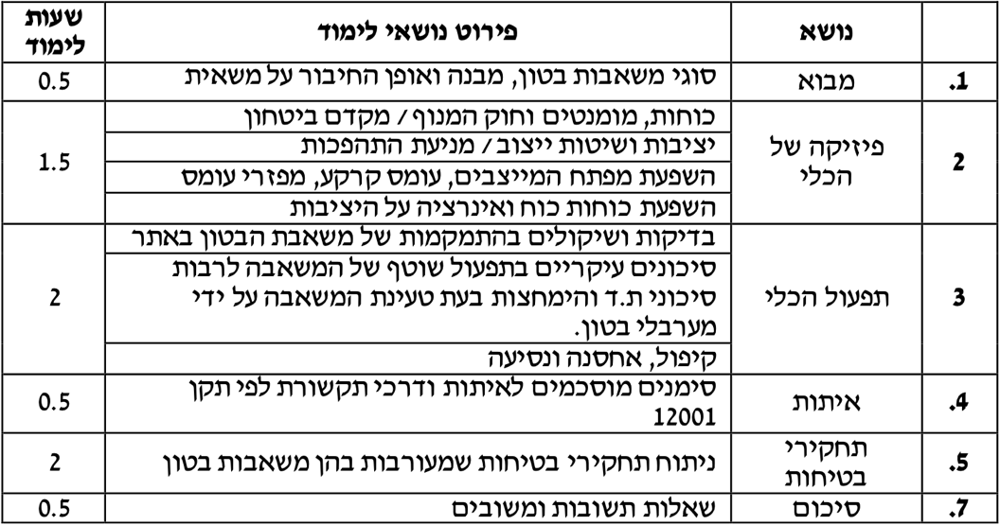 נושא פירוט נושאי לימוד שעות לימוד
1. מבוא סוגי משאבות בטון, מבנה ואופן החיבור על משאית 0.5
2 פיזיקה של הכלי כוחות, מומנטים וחוק המנוף / מקדם ביטחון 1.5
יציבות ושיטות ייצוב / מניעת התהפכות
השפעת מפתח המייצבים, עומס קרקע, מפזרי עומס
השפעת כוחות כוח ואינרציה על היציבות
3 תפעול הכלי בדיקות ושיקולים בהתמקמות של משאבת הבטון באתר 2
סיכונים עיקריים בתפעול שוטף של המשאבה לרבות
סיכוני ת.ד והימחצות בעת טעינת המשאבה על ידי
מערבלי בטון.
קיפול, אחסנה ונסיעה
4. איתות סימנים מוסכמים לאיתות ודרכי תקשורת לפי תקן 0.5
12001
5. תחקירי בטיחות ניתוח תחקירי בטיחות שמעורבות בהן משאבות בטון 2
7. סיכום שאלות תשובות ומשובים 0.5